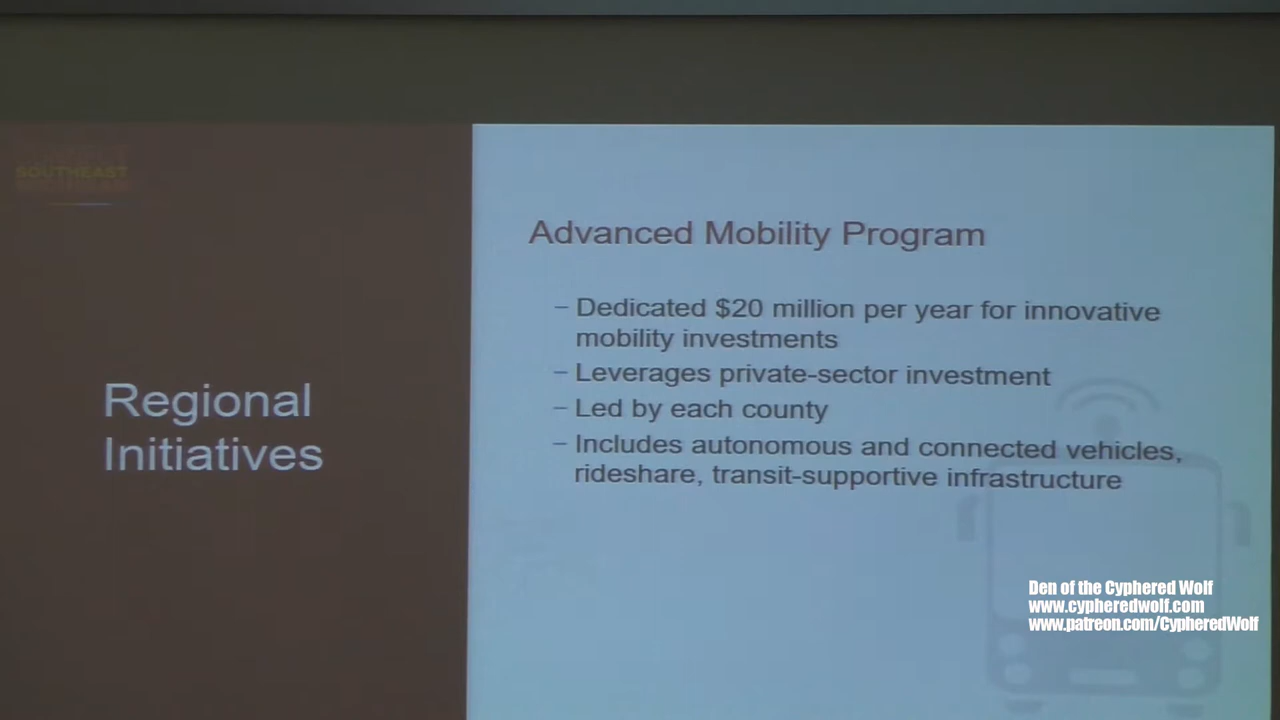 SOUTHEAST
Regional
Initiatives
Advanced Mobility Program
– Dedicated $20 million per year for innovative
mobility investments
– Leverages private-sector investment
– Led by each county
– Includes autonomous and connected vehicles,
rideshare, transit-supportive infrastructure
Den of the Cyphered Wolf
www.cypheredwolf.com
www.patreon.com/CypheredWolf